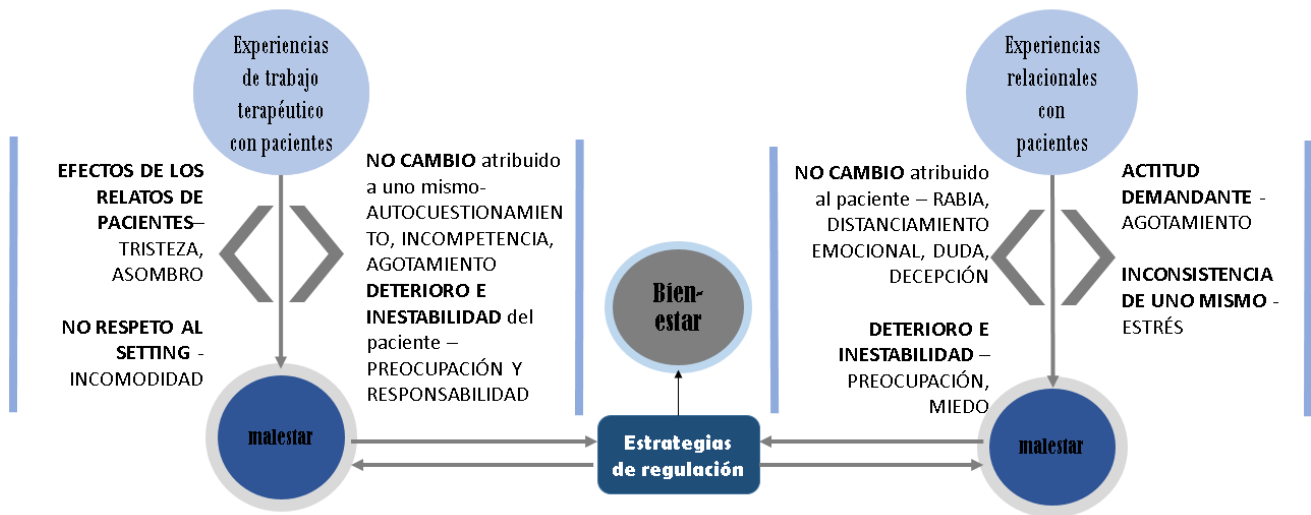 Experiencias
de trabajo
terapéutico
con pacientes
EFECTOS DE LOS
RELATOS DE
PACIENTES–
TRISTEZA,
ASOMBRO
NO RESPETO AL
SETTING -
INCOMODIDAD
NO CAMBIO atribuido
a uno mismo-
AUTOCUESTIONAMIEN
TO, INCOMPETENCIA,
AGOTAMIENTO
DETERIORO E
INESTABILIDAD del
paciente –
PREOCUPACIÓN Y
RESPONSABILIDAD
malestar
Bien-
estar
Estrategias
de regulación
Experiencias
relacionales
con
pacientes
NO CAMBIO atribuido
al paciente – RABIA,
DISTANCIAMIENTO
EMOCIONAL, DUDA,
DECEPCIÓN
DETERIORO E
INESTABILIDAD –
PREOCUPACIÓN,
MIEDO
ACTITUD
DEMANDANTE -
AGOTAMIENTO
INCONSISTENCIA
DE UNO MISMO -
ESTRÉS
malestar